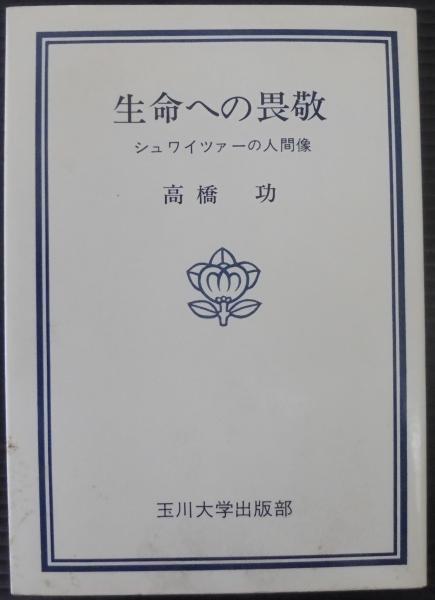 生命への畏敬
シュワイツァーの人間像
高橋 功
玉川大学出版部